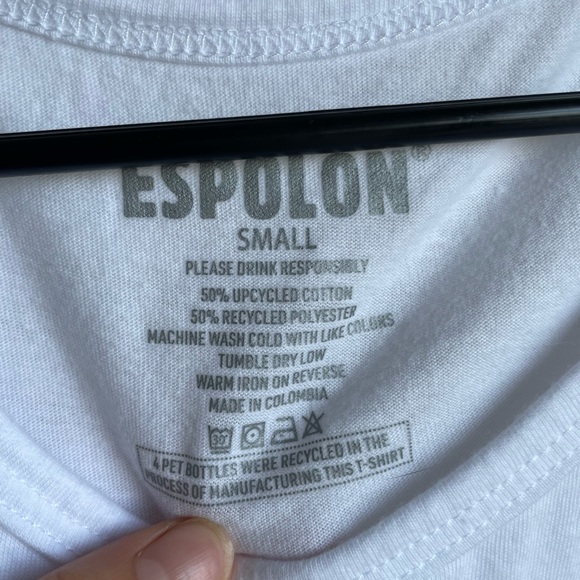 ESPOLON®
SMALL
PLEASE DRINK RESPONSIBLY
50% UPCYCLED COTTON
50% RECYCLED POLYESTER
MACHINE WASH COLD WITH LIKE COLORS
TUMBLE DRY LOW
WARM IRON ON REVERSE
MADE IN COLOMBIA
30°
4 PET BOTTLES WERE RECYCLED IN THE
PROCESS OF MANUFACTURING THIS T-SHIRT